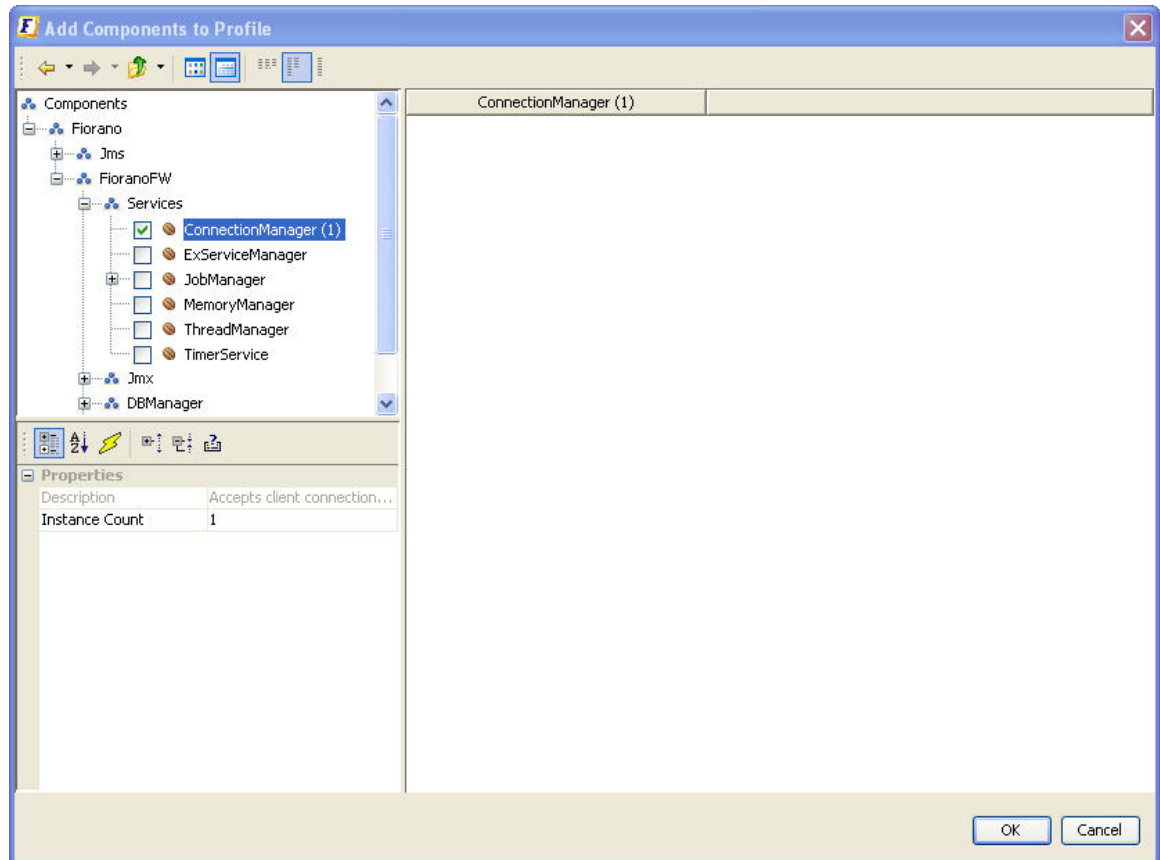 Add Components to Profile
Components
Fiorano
Jms
FioranoFW
Services
ConnectionManager (1)
ExServiceManager
JobManager
MemoryManager
ThreadManager
TimerService
Jmx
DBManager
Properties
Description Accepts client connection...
Instance Count 1
ConnectionManager (1)
OK Cancel